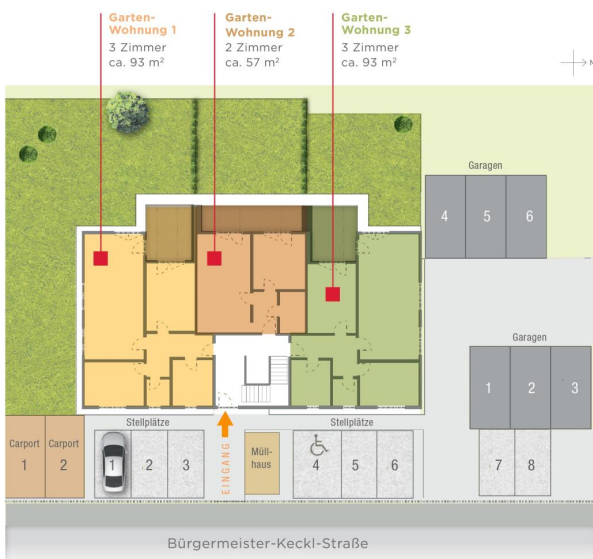 Garten-
Wohnung 1
3 Zimmer
ca. 93 m²
Garten-
Wohnung 2
2 Zimmer
ca. 57 m²
Garten-
Wohnung 3
3 Zimmer
ca. 93 m²
N
Garagen
4 5 6
Garagen
1 2 3
Stellplätze
Stellplätze
Carport
1
Carport
2
1 2 3
EINGANG
Müll-
haus
4 5 6
7 8
Bürgermeister-Keckl-Straße